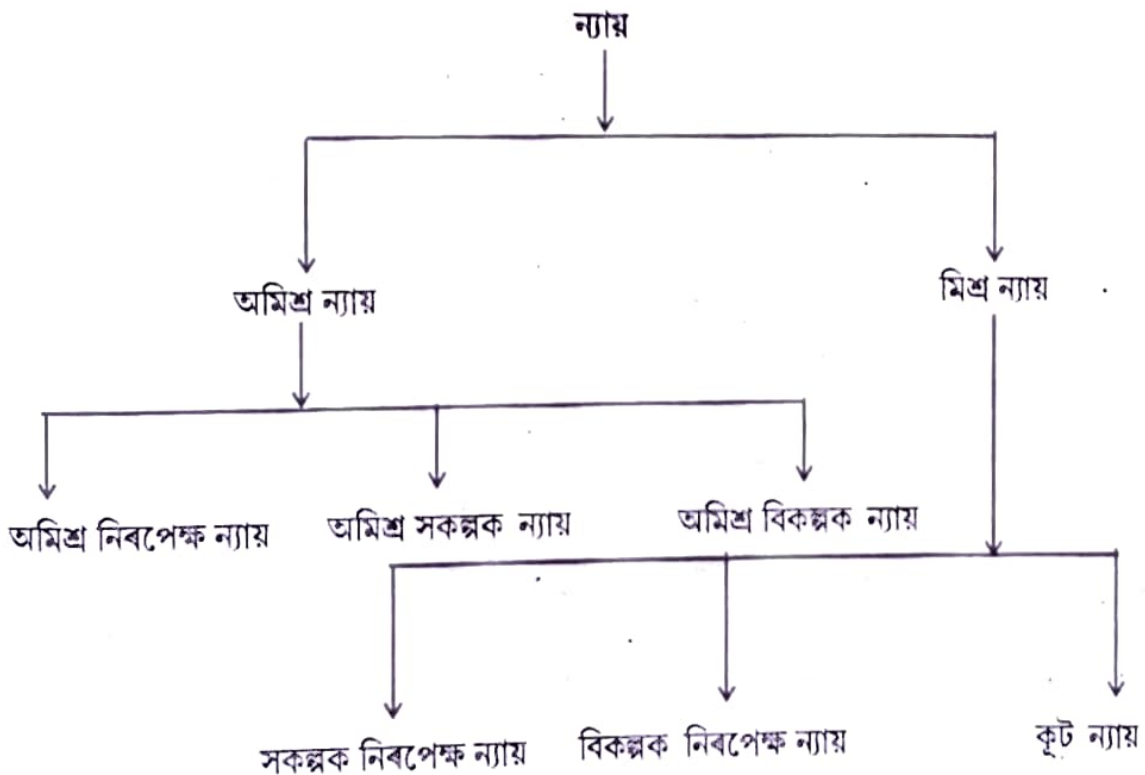 ন্যায়
অমিশ্ৰ ন্যায়
মিশ্ৰ ন্যায়
অমিশ্ৰ নিৰপেক্ষ ন্যায়
অমিশ্ৰ সকল্পক ন্যায়
অমিশ্ৰ বিকল্পক ন্যায়
সকল্পক নিৰপেক্ষ ন্যায়
বিকল্পক নিৰপেক্ষ ন্যায়
কূট ন্যায়